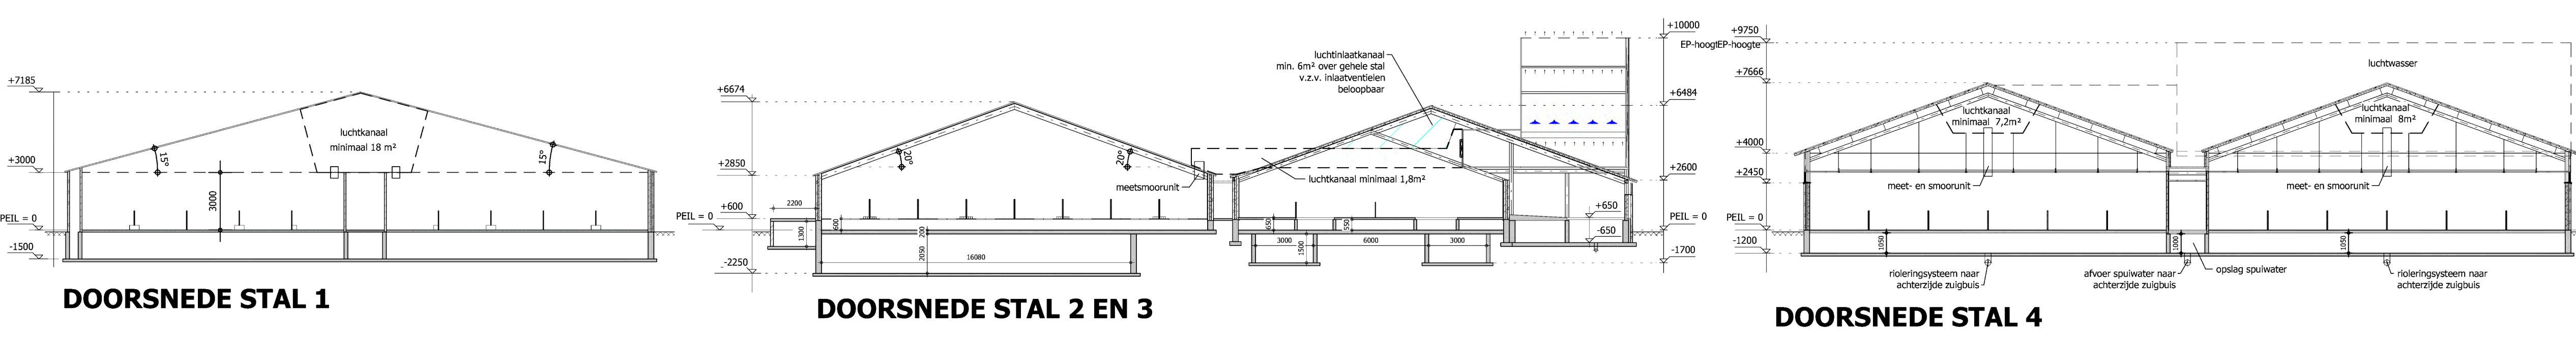 +7185
+3000
PEIL = 0
-1500
15°
3000
luchtkanaal
minimaal 18 m²
15°
DOORSNEDE STAL 1
+6674
+2850
+600
PEIL = 0
-2250
2200
1300
600
200
2050
16080
20°
20°
meetsmoorunit
luchtinlaatkanaal
min. 6m² over gehele stal
v.z.v. inlaatventielen
beloopbaar
luchtkanaal minimaal 1,8m²
650
550
3000
6000
3000
1500
+650
-650
+10000
EP-hoogte
+6484
+2600
PEIL = 0
-1700
DOORSNEDE STAL 2 EN 3
+9750
EP-hoogte
+7666
+4000
+2450
PEIL = 0
-1200
luchtkanaal
minimaal 7,2m²
meet- en smoorunit
1050
rioleringsysteem naar
achterzijde zuigbuis
1000
afvoer spuiwater naar
achterzijde zuigbuis
opslag spuiwater
luchtwasser
luchtkanaal
minimaal 8m²
meet- en smoorunit
1050
rioleringsysteem naar
achterzijde zuigbuis
DOORSNEDE STAL 4